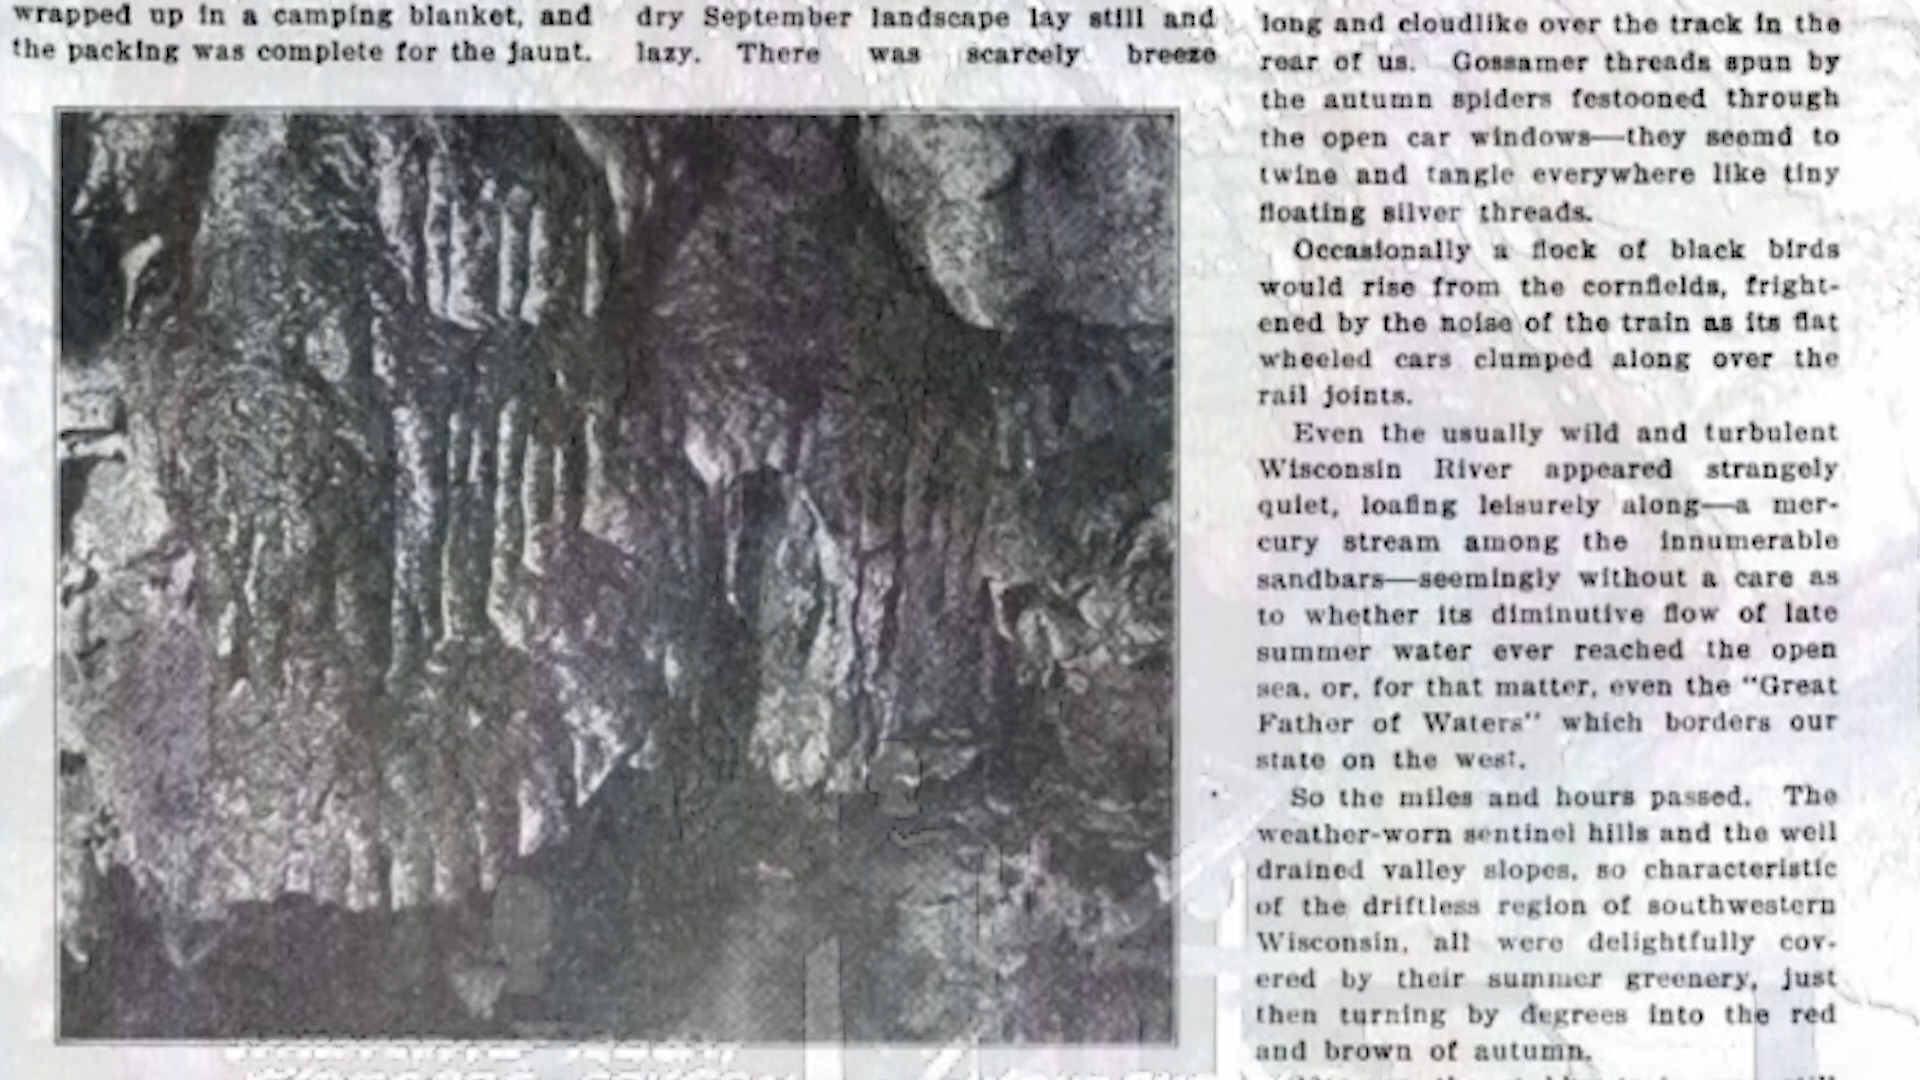 wrapped up in a camping blanket, and
the packing was complete for the jaunt.
dry September landscape lay still and
lazy. There was scarcely breeze
long and cloudlike over the track in the
rear of us. Gossamer threads spun by
the autumn spiders festooned through
the open car windows—they seemd to
twine and tangle everywhere like tiny
floating silver threads.
Occasionally a flock of black birds
would rise from the cornfields, fright-
ened by the noise of the train as its flat
wheeled cars clumped along over the
rail joints.
Even the usually wild and turbulent
Wisconsin River appeared strangely
quiet, loafing leisurely along—a mer-
cury stream among the innumerable
sandbars—seemingly without a care as
to whether its diminutive flow of late
summer water ever reached the open
sea, or, for that matter, even the "Great
Father of Waters" which borders our
state on the west.
So the miles and hours passed. The
weather-worn sentinel hills and the well
drained valley slopes, so characteristic
of the driftless region of southwestern
Wisconsin, all were delightfully cov-
ered by their summer greenery, just
then turning by degrees into the red
and brown of autumn.